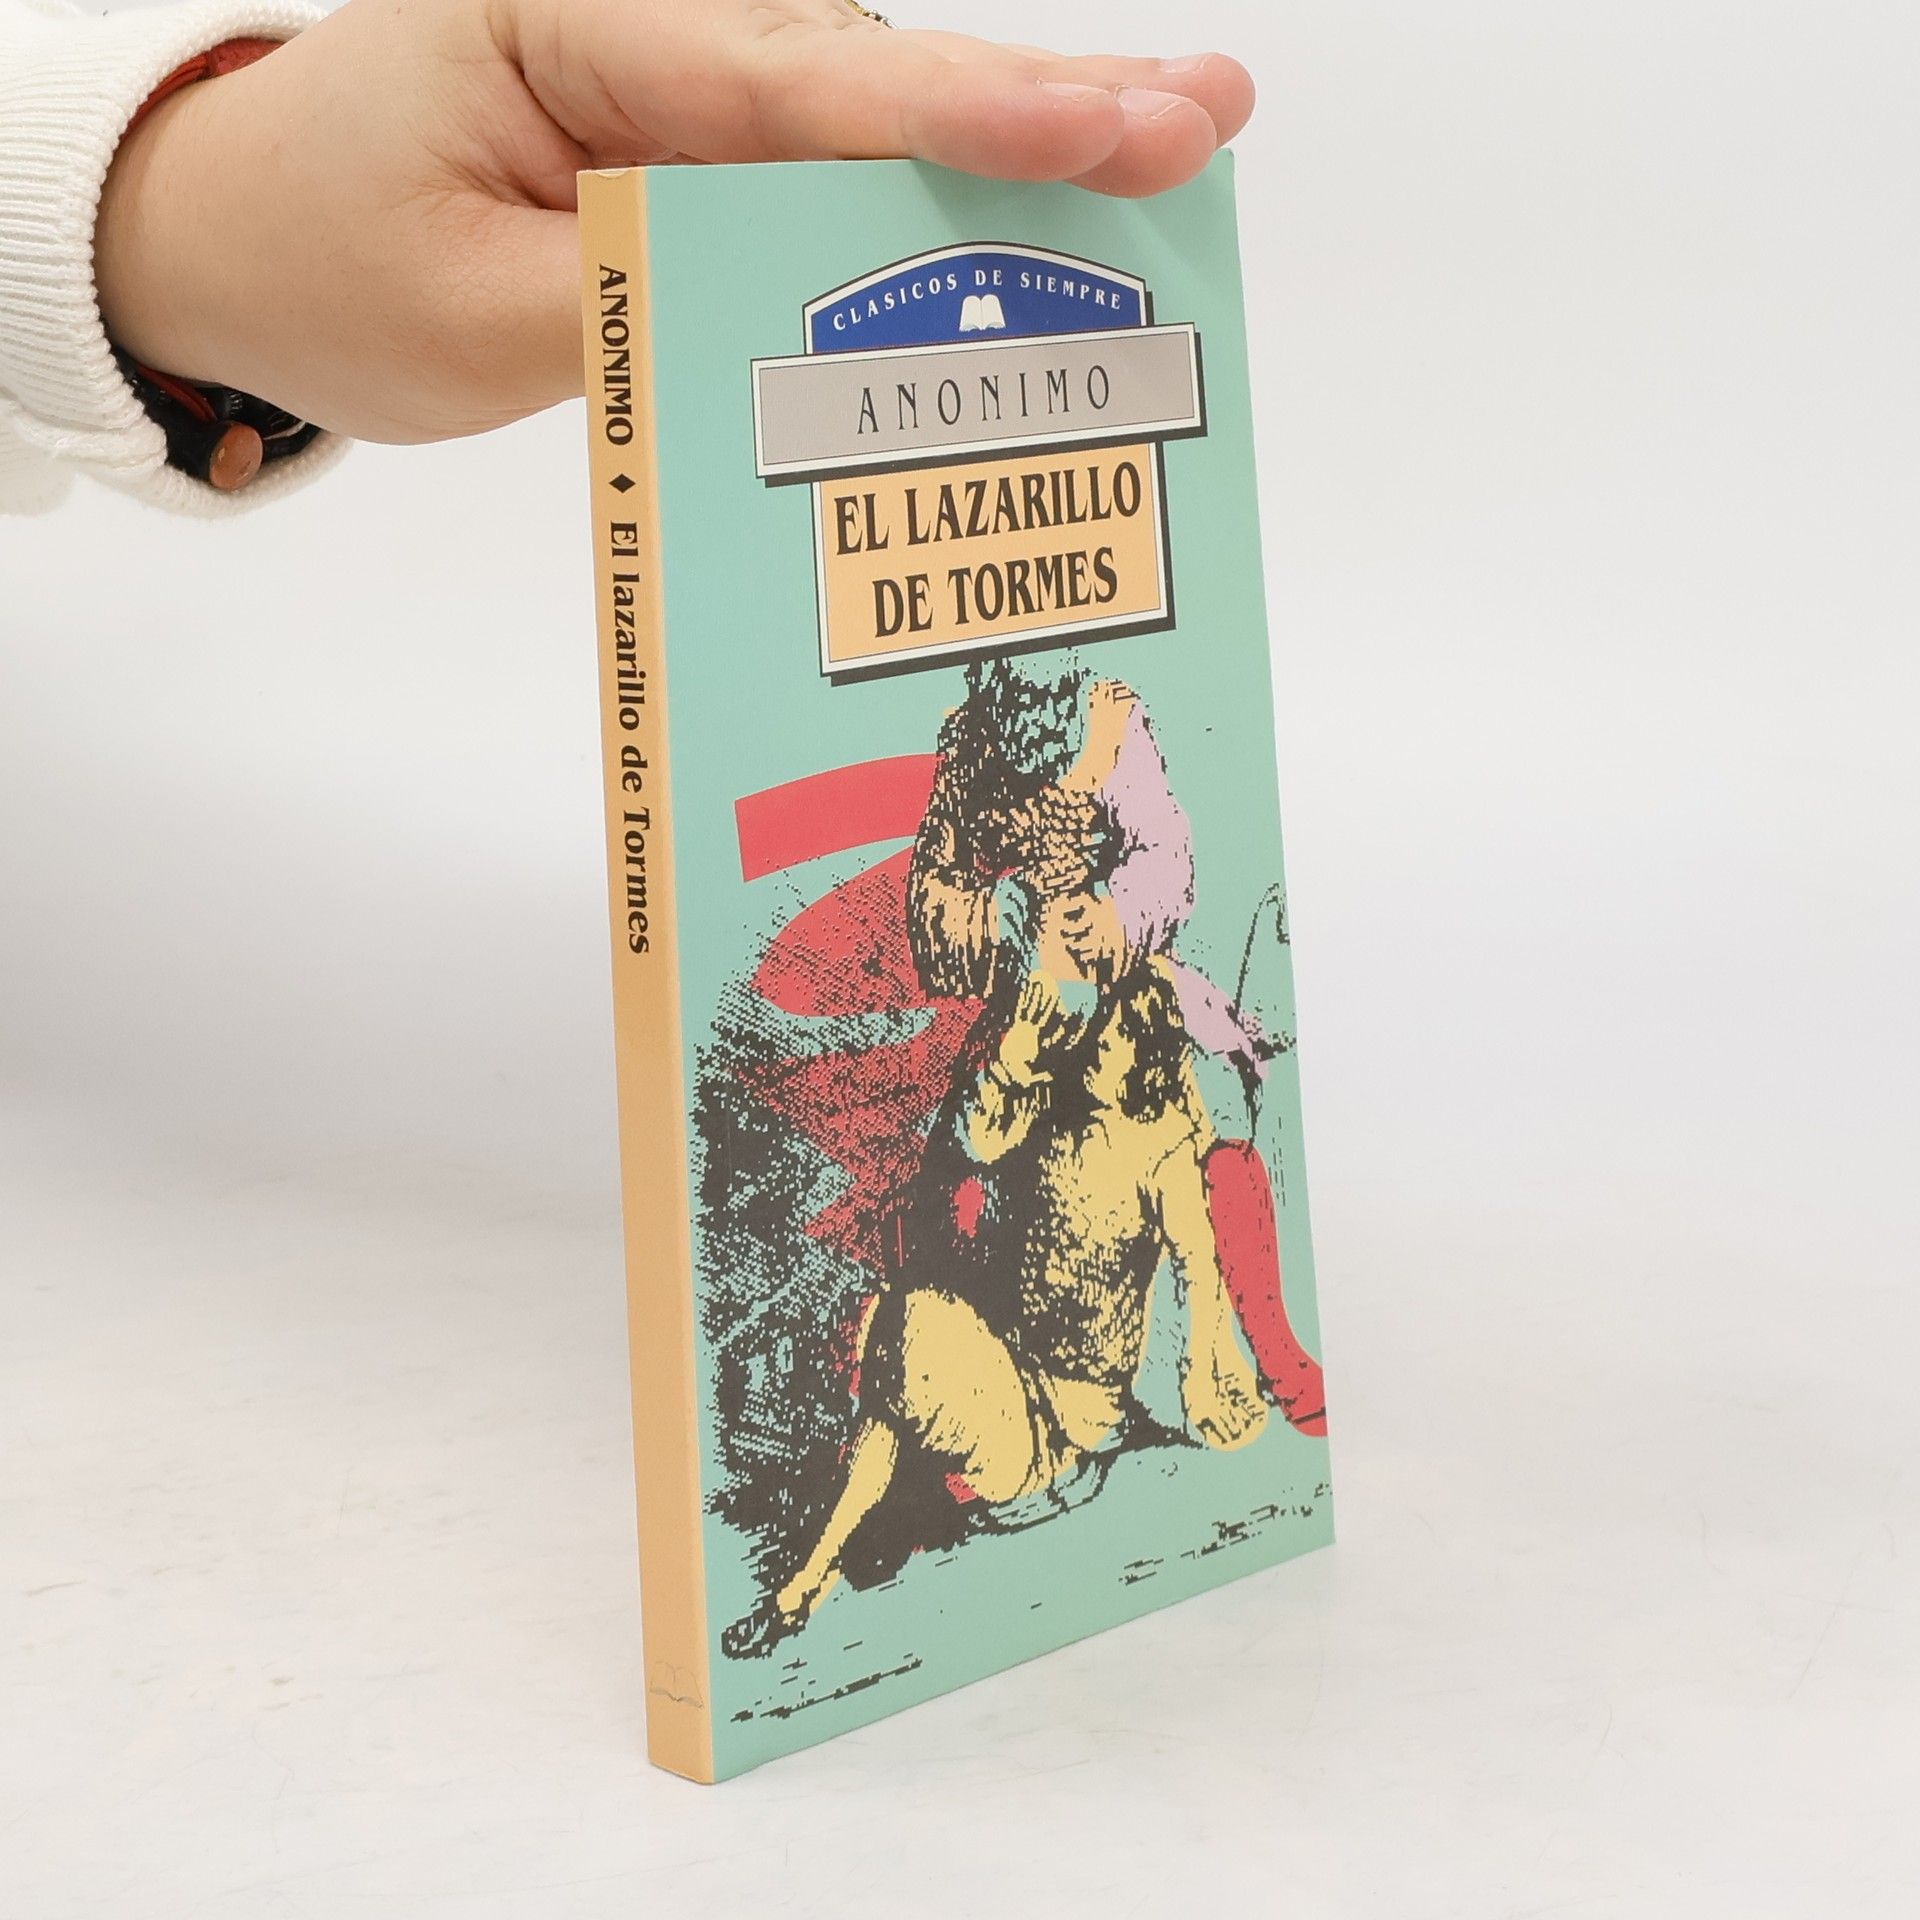 CLASICOS DE SIEMPRE
ANONIMO
EL LAZARILLO
DE TORMES
ANONIMO ♦ El lazarillo de Tormes